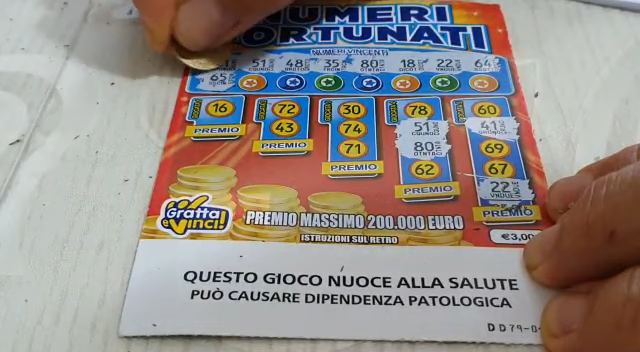 NUMERI
FORTUNATI
NUMERI VINCENTI
51 48 35 80 18 22 64
65
16 72 30 78 60
43 74 51 41
PREMIO PREMIO 71 80 69
PREMIO 62 67
PREMIO 22
PREMIO
Gratta
e Vinci!
PREMIO MASSIMO 200.000 EURO
ISTRUZIONI SUL RETRO
€3,00
QUESTO GIOCO NUOCE ALLA SALUTE
PUÒ CAUSARE DIPENDENZA PATOLOGICA